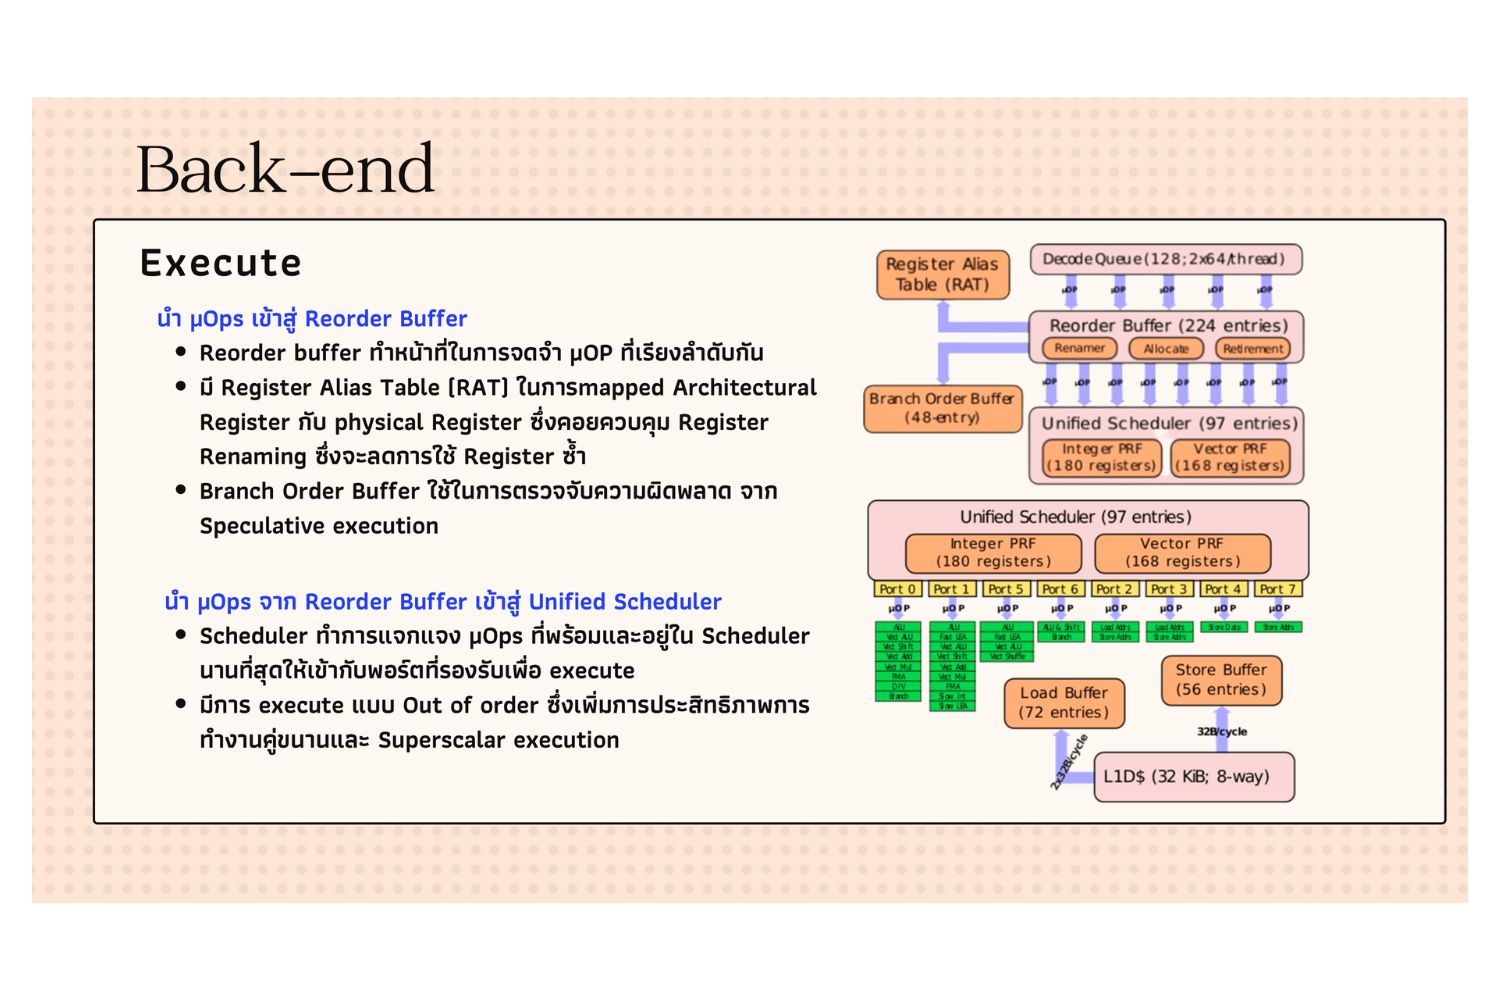 Back-end
Execute
นำ µOps เข้าสู่ Reorder Buffer
Reorder buffer ทำหน้าที่ในการจดจำ µOP ที่เรียงลำดับกัน
มี Register Alias Table (RAT) ในการmapped Architectural
Register กับ physical Register ซึ่งคอยควบคุม Register
Renaming ซึ่งจะลดการใช้ Register ซ้ำ
Branch Order Buffer ใช้ในการตรวจจับความผิดพลาด จาก
Speculative execution
นำ µOps จาก Reorder Buffer เข้าสู่ Unified Scheduler
Scheduler ทำการแจกแจง µOps ที่พร้อมและอยู่ใน Scheduler
นานที่สุดให้เข้ากับพอร์ตที่รองรับเพื่อ execute
มีการ execute แบบ Out of order ซึ่งเพิ่มการประสิทธิภาพการ
ทำงานคู่ขนานและ Superscalar execution
Register Alias
Table (RAT)
Decode Queue (128; 2x64/thread)
µOP µOP µOP µOP µOP
Reorder Buffer (224 entries)
Renamer Allocate Retirement
µOP µOP µOP µOP µOP µOP µOP µOP
Branch Order Buffer
(48-entry)
Unified Scheduler (97 entries)
Integer PRF
(180 registers)
Vector PRF
(168 registers)
Unified Scheduler (97 entries)
Integer PRF
(180 registers)
Vector PRF
(168 registers)
Port 0 Port 1 Port 5 Port 6 Port 2 Port 3 Port 4 Port 7
µOP µOP µOP µOP µOP µOP µOP µOP
ALU
Vect ALU
Vect Shift
Vect Add
Vect Mul
FMA
DIV
Branch
ALU
Fast LEA
Vect ALU
Vect Shift
Vect Add
Vect Mul
FMA
Slow Int
Slow LEA
ALU
Fast LEA
Vect ALU
Vect Shuffle
ALU & Shift
Branch
Load Addrs
Store Addrs
Load Addrs
Store Addrs
Store Data
Store Addrs
Load Buffer
(72 entries)
Store Buffer
(56 entries)
32B/cycle
2x32B/cycle
L1D$ (32 KiB; 8-way)